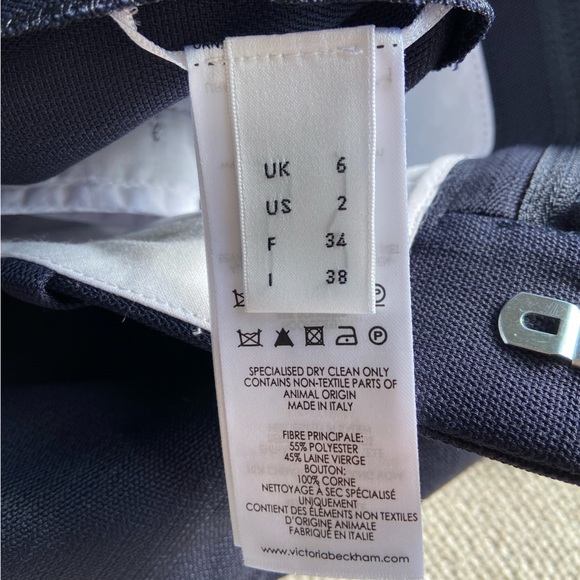 UK 6
US 2
F 34
I 38
P
SPECIALISED DRY CLEAN ONLY
CONTAINS NON-TEXTILE PARTS OF
ANIMAL ORIGIN
MADE IN ITALY
FIBRE PRINCIPALE:
55% POLYESTER
45% LAINE VIERGE
BOUTON:
100% CORNE
NETTOYAGE À SEC SPÉCIALISÉ
UNIQUEMENT
CONTIENT DES ÉLÉMENTS NON TEXTILES
D'ORIGINE ANIMALE
FABRIQUÉ EN ITALIE
www.victoriabeckham.com